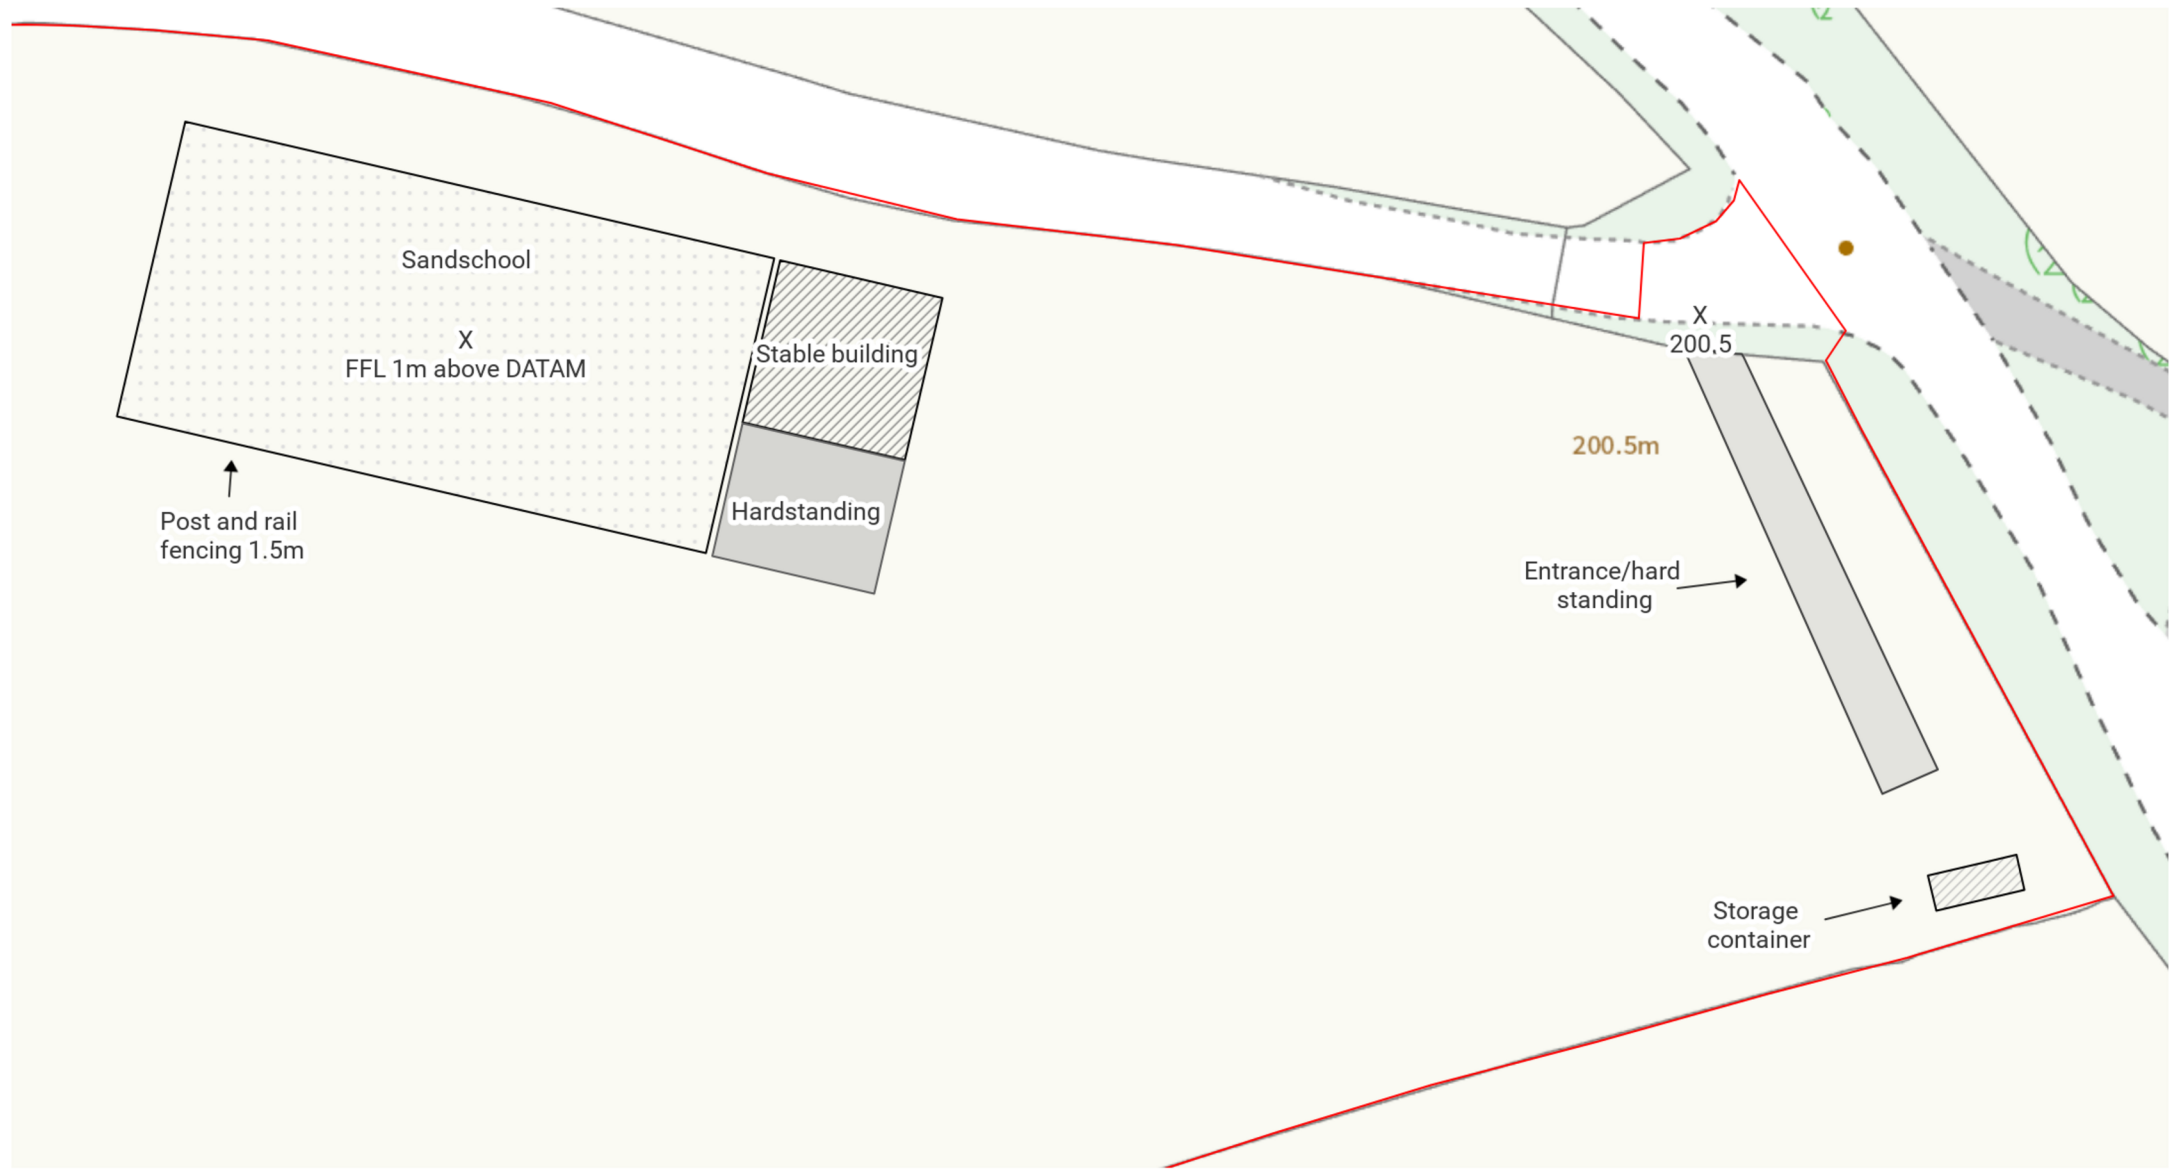 Sandschool
X
FFL 1m above DATAM
Stable building
Hardstanding
Post and rail
fencing 1.5m
X
200.5
200.5m
Entrance/hard
standing
Storage
container